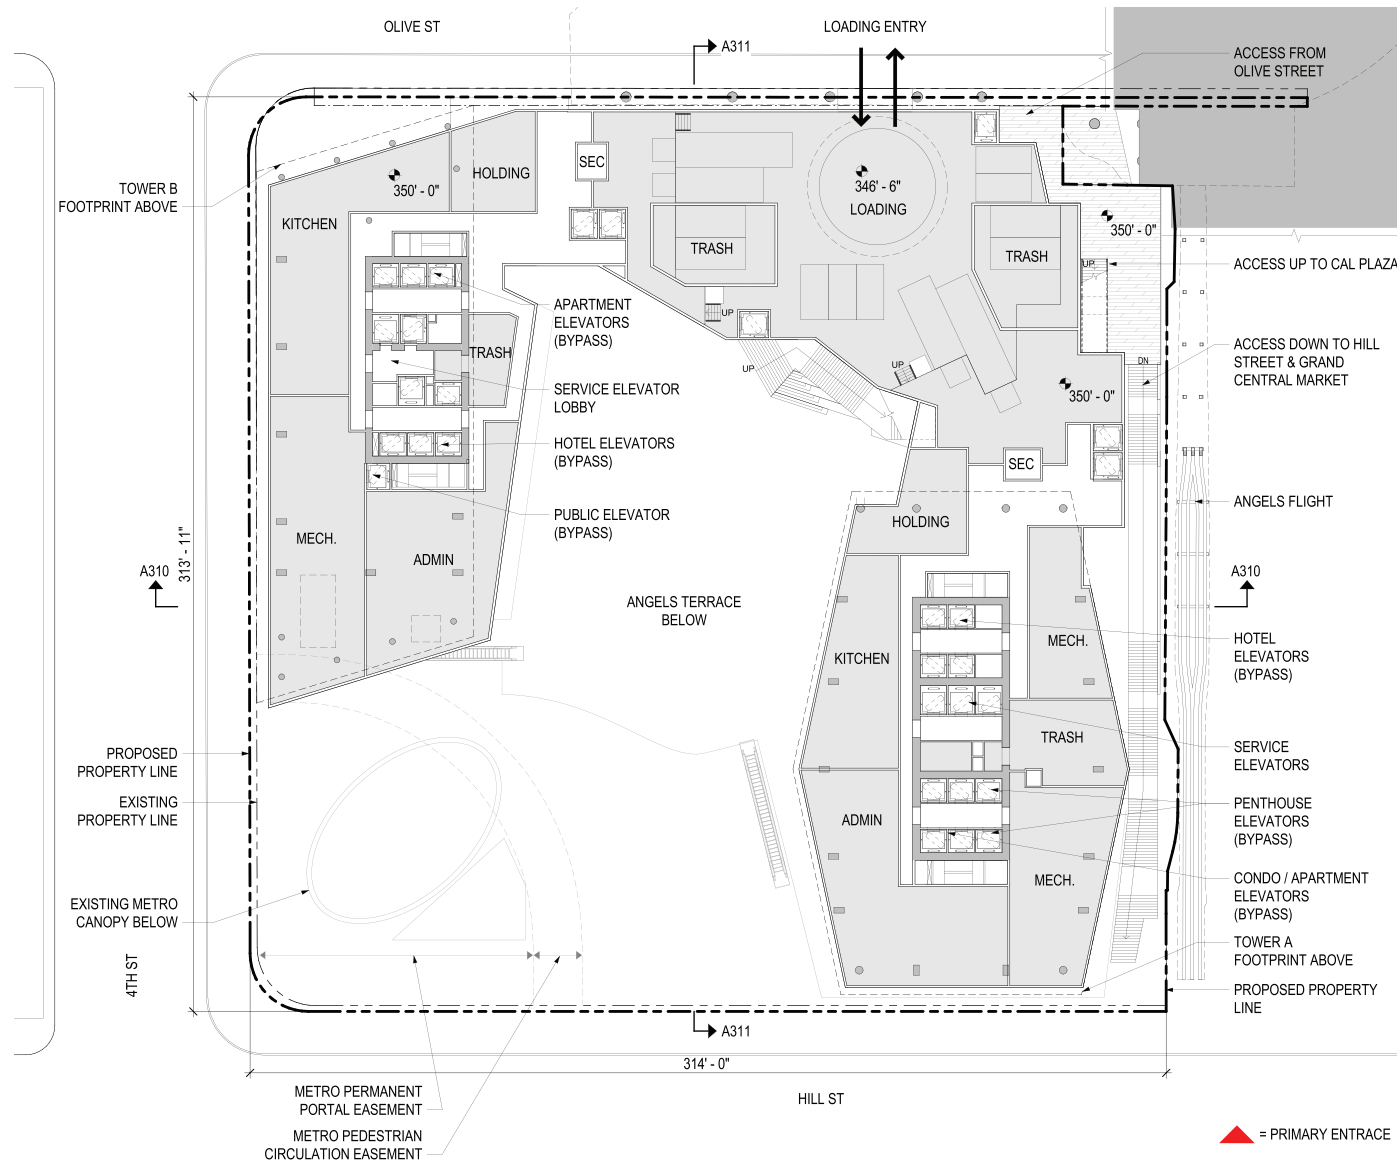 OLIVE ST
LOADING ENTRY
A311
ACCESS FROM
OLIVE STREET
SEC
HOLDING
350' - 0"
346' - 6"
LOADING
TOWER B
FOOTPRINT ABOVE
KITCHEN
TRASH
TRASH
350' - 0"
UP
ACCESS UP TO CAL PLAZA
APARTMENT
ELEVATORS
(BYPASS)
UP
TRASH
UP
UP
DN
ACCESS DOWN TO HILL
STREET & GRAND
CENTRAL MARKET
SERVICE ELEVATOR
LOBBY
350' - 0"
HOTEL ELEVATORS
(BYPASS)
SEC
PUBLIC ELEVATOR
(BYPASS)
HOLDING
ANGELS FLIGHT
MECH.
ADMIN
313' - 11"
A310
A310
ANGELS TERRACE
BELOW
KITCHEN
MECH.
HOTEL
ELEVATORS
(BYPASS)
PROPOSED
PROPERTY LINE
TRASH
SERVICE
ELEVATORS
EXISTING
PROPERTY LINE
ADMIN
PENTHOUSE
ELEVATORS
(BYPASS)
MECH.
CONDO / APARTMENT
ELEVATORS
(BYPASS)
EXISTING METRO
CANOPY BELOW
TOWER A
FOOTPRINT ABOVE
4TH ST
PROPOSED PROPERTY
LINE
A311
314' - 0"
METRO PERMANENT
PORTAL EASEMENT
HILL ST
METRO PEDESTRIAN
CIRCULATION EASEMENT
= PRIMARY ENTRACE